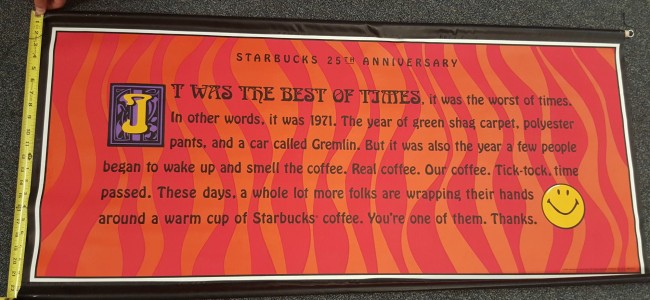 STARBUCKS 25TH ANNIVERSARY
IT WAS THE BEST OF TIMES, it was the worst of times.
In other words, it was 1971. The year of green shag carpet, polyester
pants, and a car called Gremlin. But it was also the year a few people
began to wake up and smell the coffee. Real coffee. Our coffee. Tick-tock, time
passed. These days, a whole lot more folks are wrapping their hands
around a warm cup of Starbucks coffee. You're one of them. Thanks.